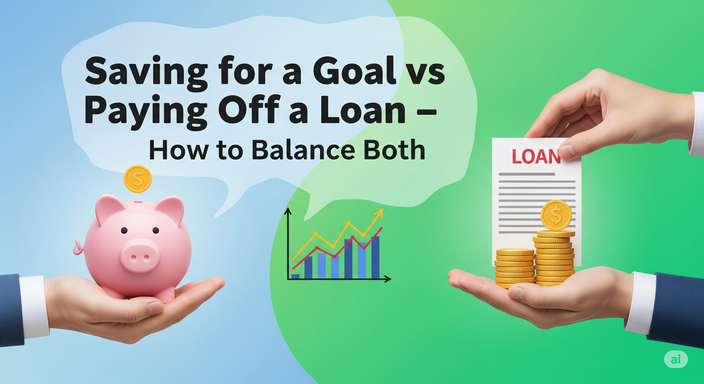 Saving for a Goal vs
Paying Off a Loan –
How to Balance Both
$
LOAN
$
ai